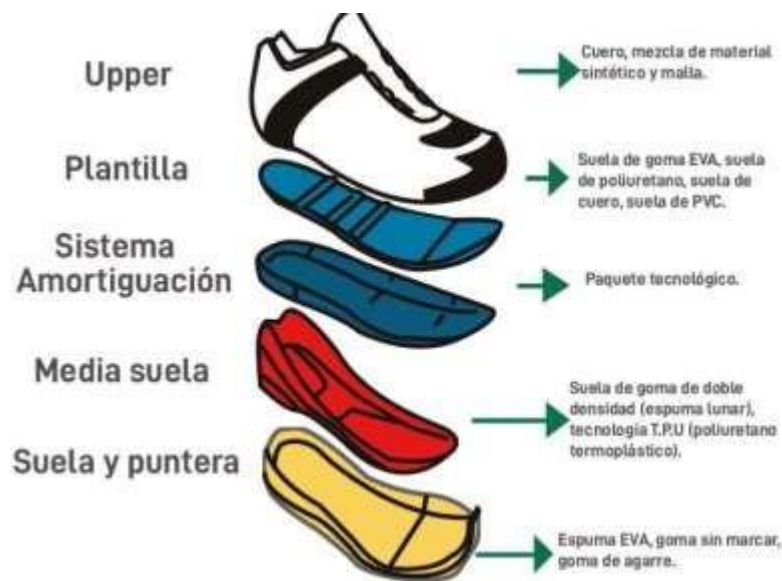 Upper
Cuero, mezcla de material
sintético y malla.
Plantilla
Suela de goma EVA, suela
de poliuretano, suela de
cuero, suela de PVC.
Sistema
Amortiguación
Paquete tecnológico.
Media suela
Suela de goma de doble
densidad (espuma lunar),
tecnología T.P.U (poliuretano
termoplástico).
Suela y puntera
Espuma EVA, goma sin marcar,
goma de agarre.